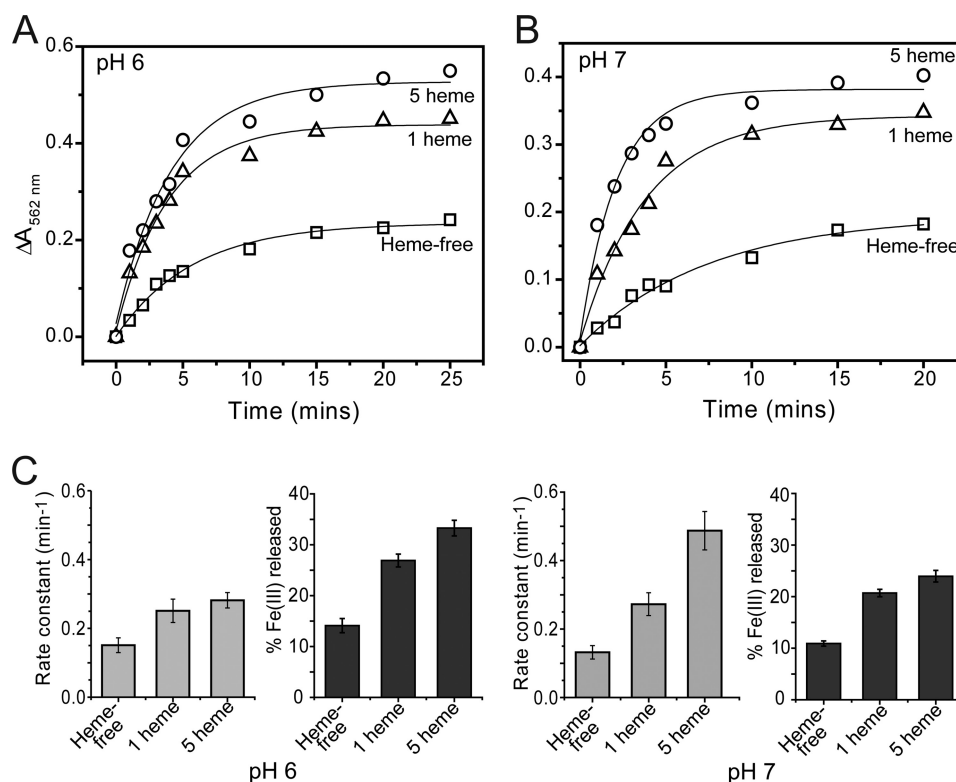 A
pH 6
0.6
0.4
0.2
0.0
ΔA562 nm
5 heme
1 heme
Heme-free
0 5 10 15 20 25
Time (mins)
B
pH 7
0.4
0.3
0.2
0.1
0.0
5 heme
1 heme
Heme-free
0 5 10 15 20
Time (mins)
C
Rate constant (min-1)
0.6
0.4
0.2
0.0
Heme-
free
1 heme
5 heme
% Fe(III) released
40
30
20
10
0
Heme-
free
1 heme
5 heme
pH 6
Rate constant (min-1)
0.6
0.4
0.2
0.0
Heme-
free
1 heme
5 heme
% Fe(III) released
40
30
20
10
0
Heme-
free
1 heme
5 heme
pH 7